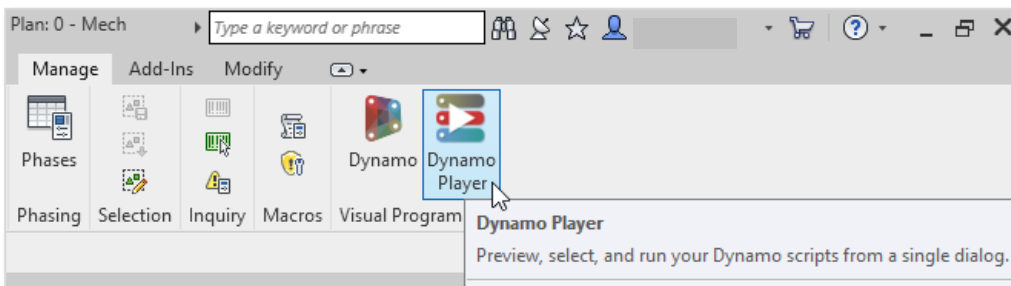 Plan: 0 - Mech
Type a keyword or phrase
Manage Add-Ins Modify
Phases
Dynamo
Dynamo Player
Phasing Selection Inquiry Macros Visual Program
Dynamo Player
Preview, select, and run your Dynamo scripts from a single dialog.